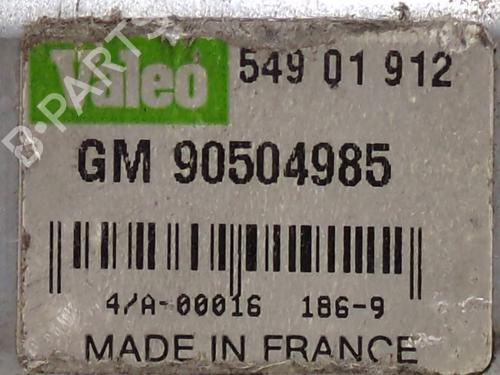 Valeo 549 01 912
GM 90504985
4/A-00016 186-9
MADE IN FRANCE
B-PARTS